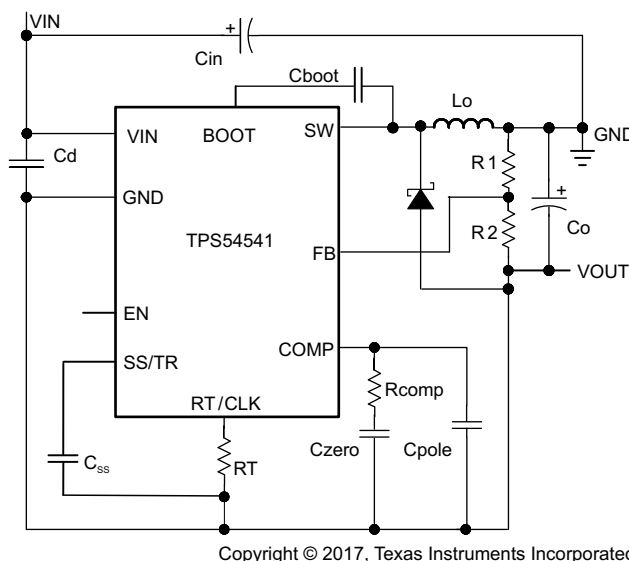 VIN
+
Cin
Cboot
Lo
VIN
BOOT
SW
GND
Cd
R1
GND
+
TPS54541
R2
Co
FB
VOUT
EN
COMP
SS/TR
Rcomp
RT/CLK
Css
RT
Czero
Cpole
Copyright © 2017, Texas Instruments Incorporated